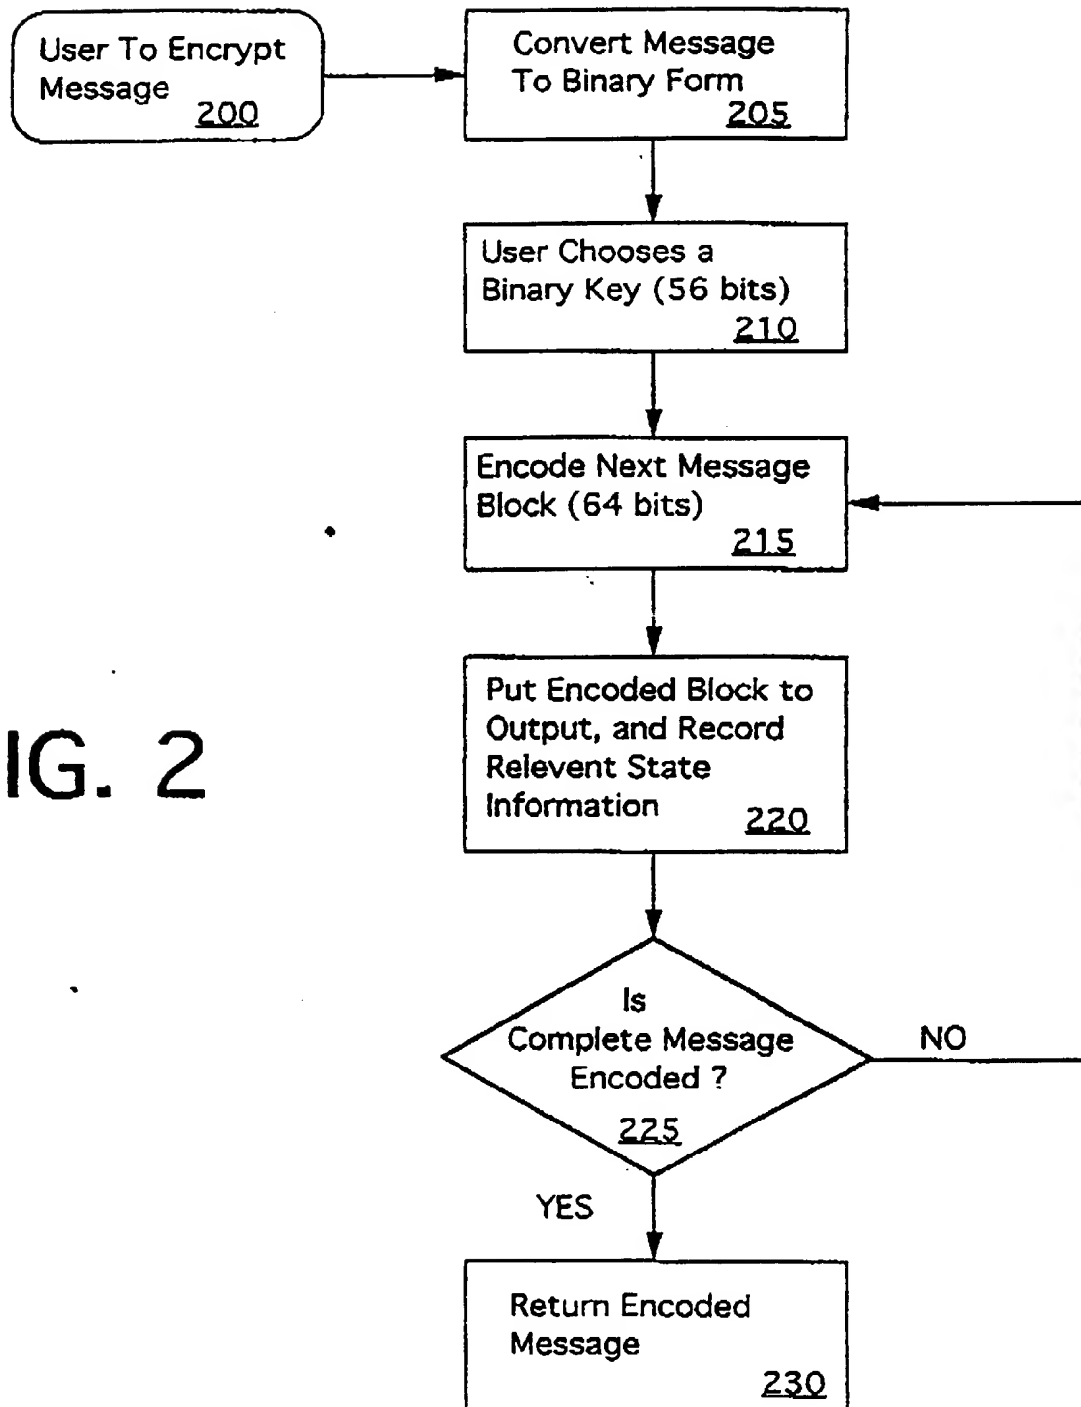 User To Encrypt
Message
200
Convert Message
To Binary Form
205
User Chooses a
Binary Key (56 bits)
210
Encode Next Message
Block (64 bits)
215
Put Encoded Block to
Output, and Record
Relevent State
Information
220
IG. 2
Is
Complete Message
Encoded ?
225
NO
YES
Return Encoded
Message
230